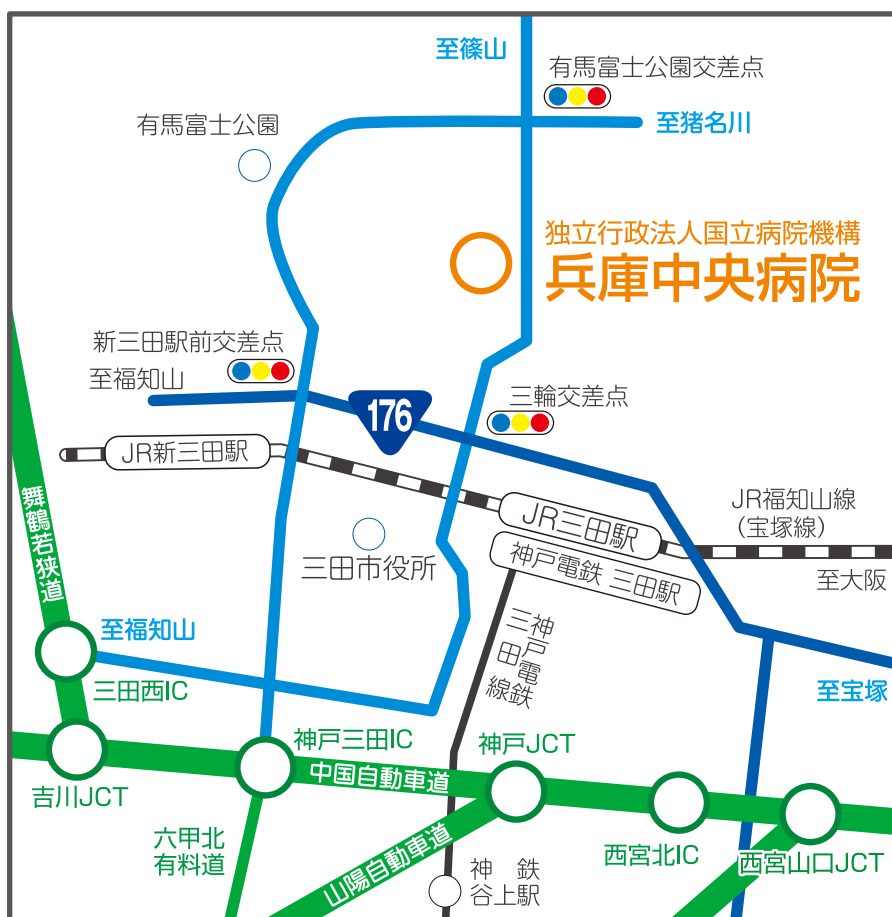 至篠山
有馬富士公園交差点
有馬富士公園
至猪名川
独立行政法人国立病院機構
兵庫中央病院
新三田駅前交差点
至福知山
176
三輪交差点
JR新三田駅
JR三田駅
神戸電鉄 三田駅
JR福知山線
（宝塚線）
至大阪
三田市役所
舞鶴若狭道
至福知山
三田西IC
神戸電鉄
三田線
至宝塚
神戸三田IC
神戸JCT
中国自動車道
吉川JCT
六甲北
有料道
山陽自動車道
西宮北IC
西宮山口JCT
神鉄
谷上駅